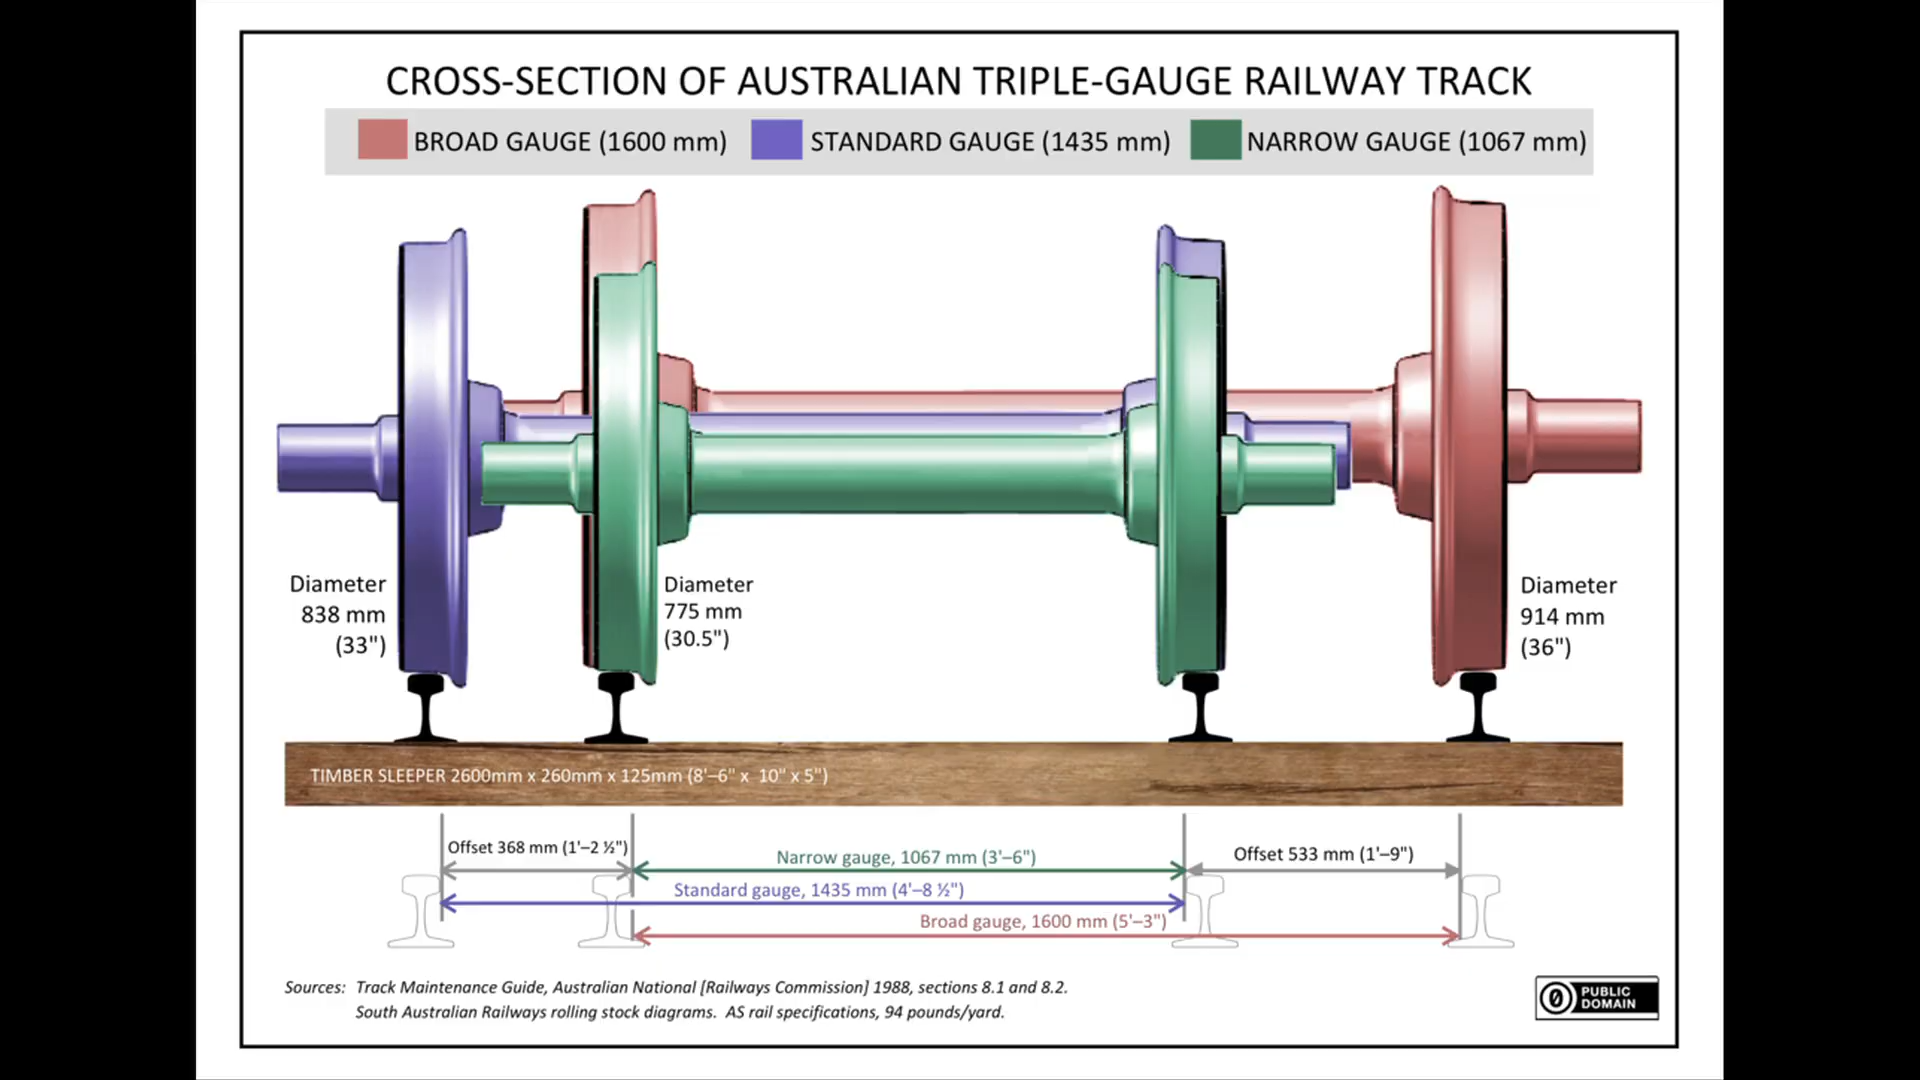 CROSS-SECTION OF AUSTRALIAN TRIPLE-GAUGE RAILWAY TRACK
BROAD GAUGE (1600 mm) STANDARD GAUGE (1435 mm) NARROW GAUGE (1067 mm)
Diameter
838 mm
(33")
Diameter
775 mm
(30.5")
Diameter
914 mm
(36")
TIMBER SLEEPER 2600mm x 260mm x 125mm (8'–6" x 10" x 5")
Offset 368 mm (1'–2 ½")
Narrow gauge, 1067 mm (3'–6")
Offset 533 mm (1'–9")
Standard gauge, 1435 mm (4'–8 ½")
Broad gauge, 1600 mm (5'–3")
Sources: Track Maintenance Guide, Australian National [Railways Commission] 1988, sections 8.1 and 8.2.
South Australian Railways rolling stock diagrams. AS rail specifications, 94 pounds/yard.
0 PUBLIC
DOMAIN